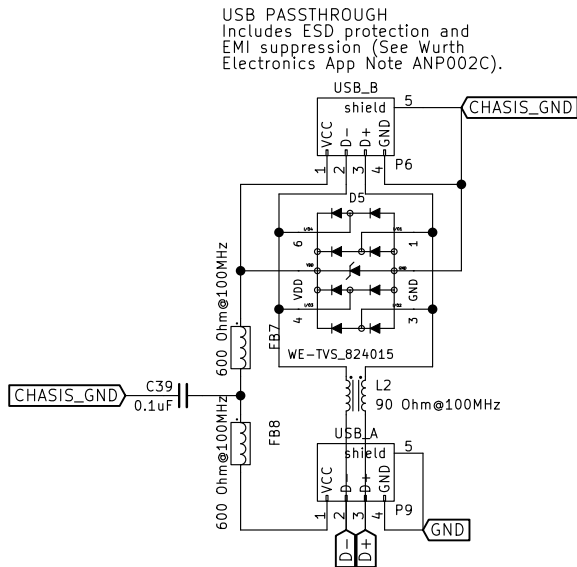 USB PASSTHROUGH
Includes ESD protection and
EMI suppression (See Wurth
Electronics App Note ANP002C).
USB_B
shield
5
CHASIS_GND
VCC
D-
D+
GND
1
2
3
4
P6
D5
6
1
VDD
GND
4
3
600 Ohm@100MHz
FB7
WE-TVS_824015
CHASIS_GND
C39
0.1uF
L2
90 Ohm@100MHz
600 Ohm@100MHz
FB8
USB_A
shield
5
VCC
D-
D+
GND
1
2
3
4
P9
GND
D-
D+